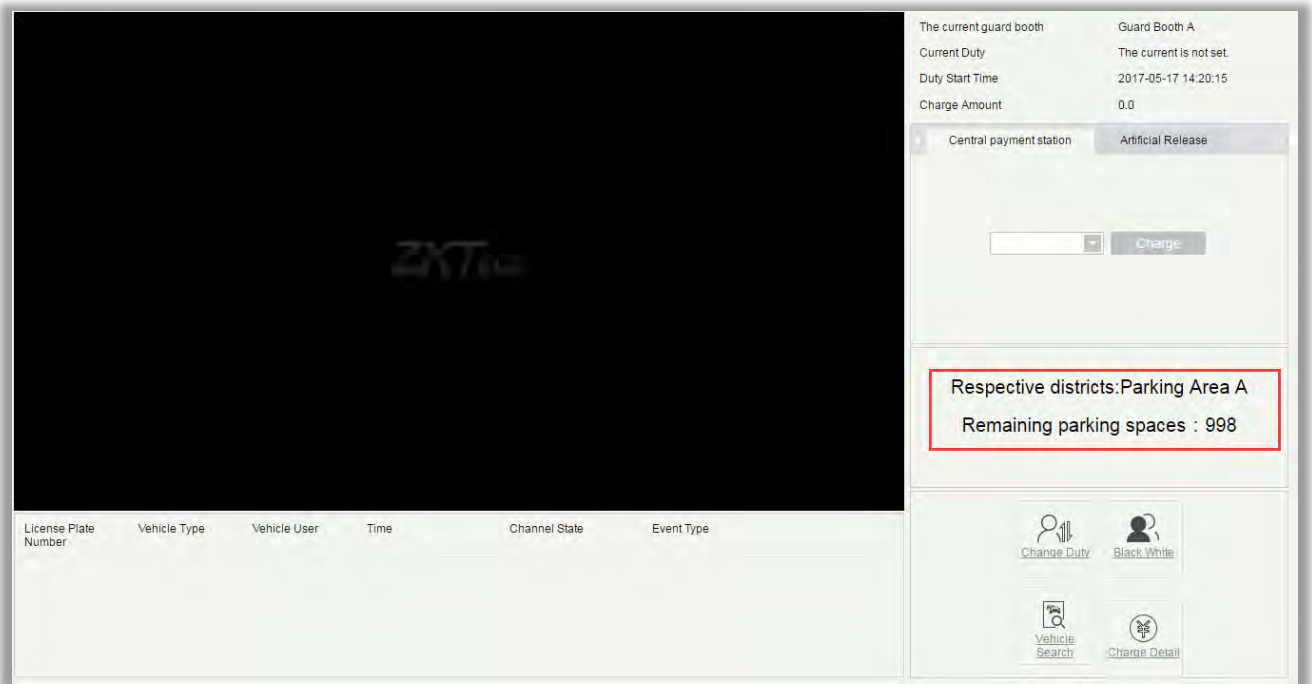 The current guard booth Guard Booth A
Current Duty The current is not set.
Duty Start Time 2017-05-17 14:20:15
Charge Amount 0.0
Central payment station Artificial Release
ZKTeco
Charge
Respective districts:Parking Area A
Remaining parking spaces : 998
License Plate Number Vehicle Type Vehicle User Time Channel State Event Type
Change Duty Black White
Vehicle Search Charge Detail